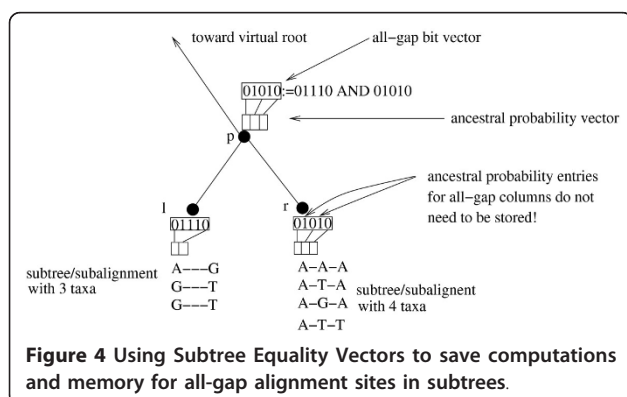 toward virtual root
all-gap bit vector
01010:=01110 AND 01010
ancestral probability vector
p
ancestral probability entries
for all-gap columns do not
need to be stored!
l
r
01110
01010
subtree/subalignment
with 3 taxa
A---G
G---T
G---T
A-A-A
A-T-A
A-G-A
A-T-T
subtree/subalignent
with 4 taxa
Figure 4 Using Subtree Equality Vectors to save computations
and memory for all-gap alignment sites in subtrees.